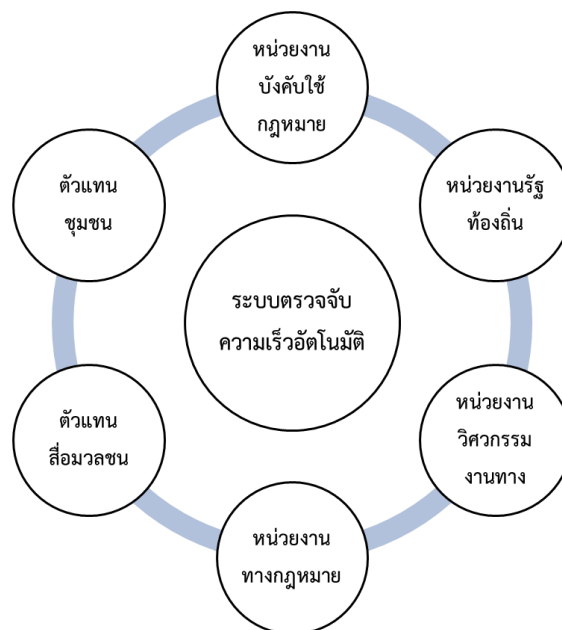 หน่วยงาน
บังคับใช้
กฎหมาย
หน่วยงานรัฐ
ท้องถิ่น
หน่วยงาน
วิศวกรรม
งานทาง
หน่วยงาน
ทางกฎหมาย
ตัวแทน
สื่อมวลชน
ตัวแทน
ชุมชน
ระบบตรวจจับ
ความเร็วอัตโนมัติ